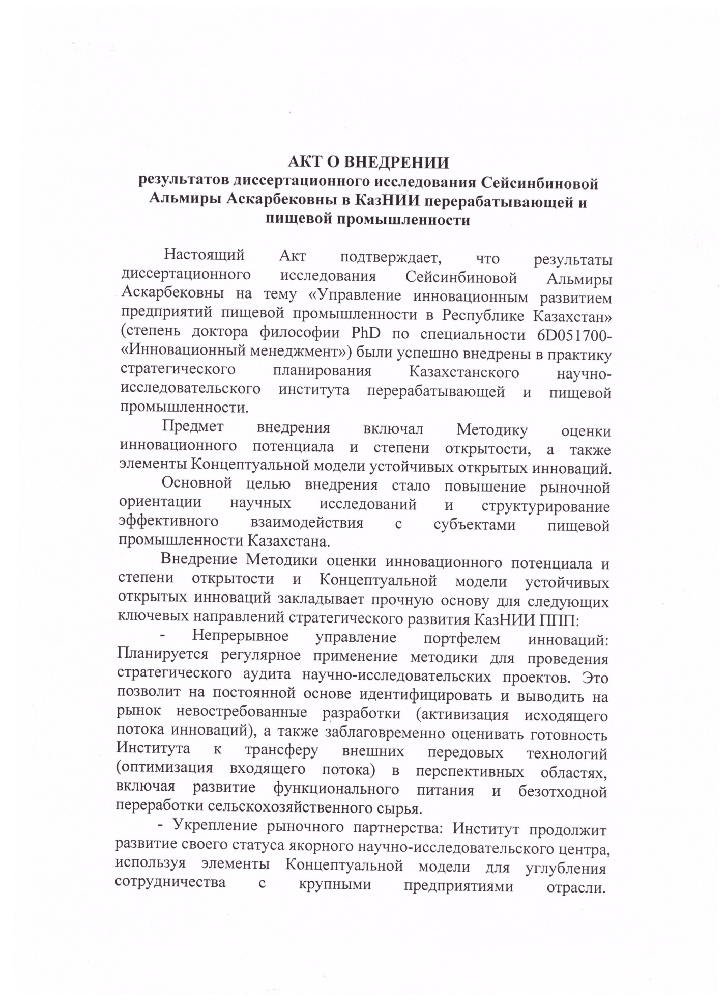 АКТ О ВНЕДРЕНИИ
результатов диссертационного исследования Сейсинбиновой
Альмиры Аскарбековны в КазНИИ перерабатывающей и
пищевой промышленности
Настоящий Акт подтверждает, что результаты
диссертационного исследования Сейсинбиновой Альмиры
Аскарбековны на тему «Управление инновационным развитием
предприятий пищевой промышленности в Республике Казахстан»
(степень доктора философии PhD по специальности 6D051700-
«Инновационный менеджмент») были успешно внедрены в практику
стратегического планирования Казахстанского научно-
исследовательского института перерабатывающей и пищевой
промышленности.
Предмет внедрения включал Методику оценки
инновационного потенциала и степени открытости, а также
элементы Концептуальной модели устойчивых открытых инноваций.
Основной целью внедрения стало повышение рыночной
ориентации научных исследований и структурирование
эффективного взаимодействия с субъектами пищевой
промышленности Казахстана.
Внедрение Методики оценки инновационного потенциала и
степени открытости и Концептуальной модели устойчивых
открытых инноваций закладывает прочную основу для следующих
ключевых направлений стратегического развития КазНИИ ППП:
- Непрерывное управление портфелем инноваций:
Планируется регулярное применение методики для проведения
стратегического аудита научно-исследовательских проектов. Это
позволит на постоянной основе идентифицировать и выводить на
рынок невостребованные разработки (активизация исходящего
потока инноваций), а также заблаговременно оценивать готовность
Института к трансферу внешних передовых технологий
(оптимизация входящего потока) в перспективных областях,
включая развитие функционального питания и безотходной
переработки сельскохозяйственного сырья.
- Укрепление рыночного партнерства: Институт продолжит
развитие своего статуса якорного научно-исследовательского центра,
используя элементы Концептуальной модели для углубления
сотрудничества с крупными предприятиями отрасли.